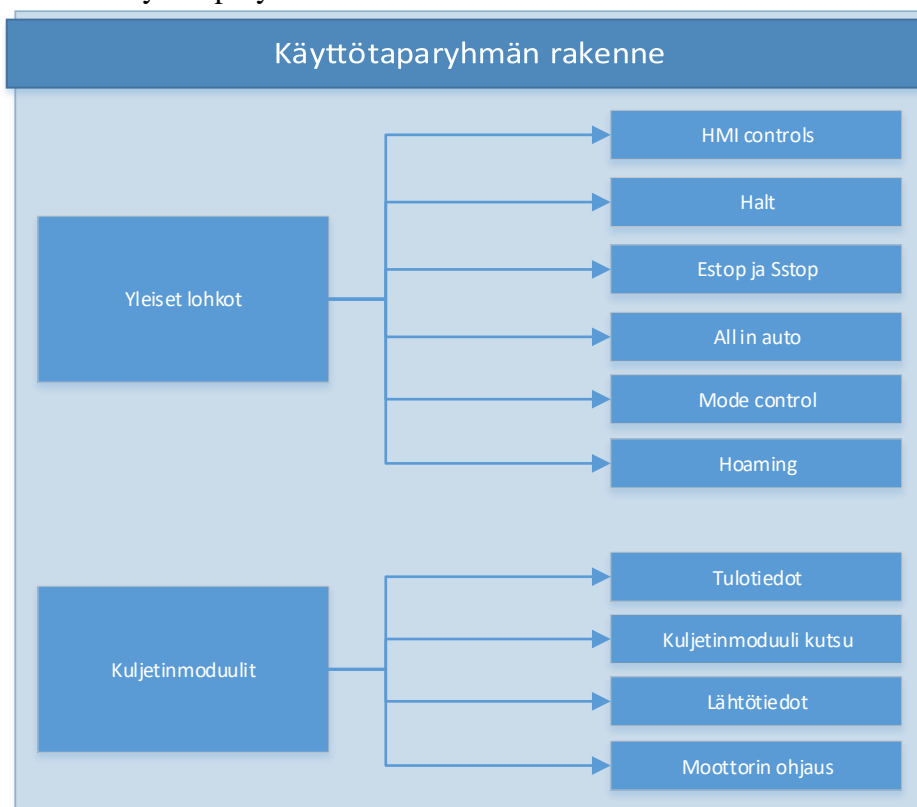 Käyttötaparyhmän rakenne
Yleiset lohkot
HMI controls
Halt
Estop ja Sstop
All in auto
Mode control
Hoaming
Kuljetinmoduulit
Tulotiedot
Kuljetinmoduuli kutsu
Lähtötiedot
Moottorin ohjaus